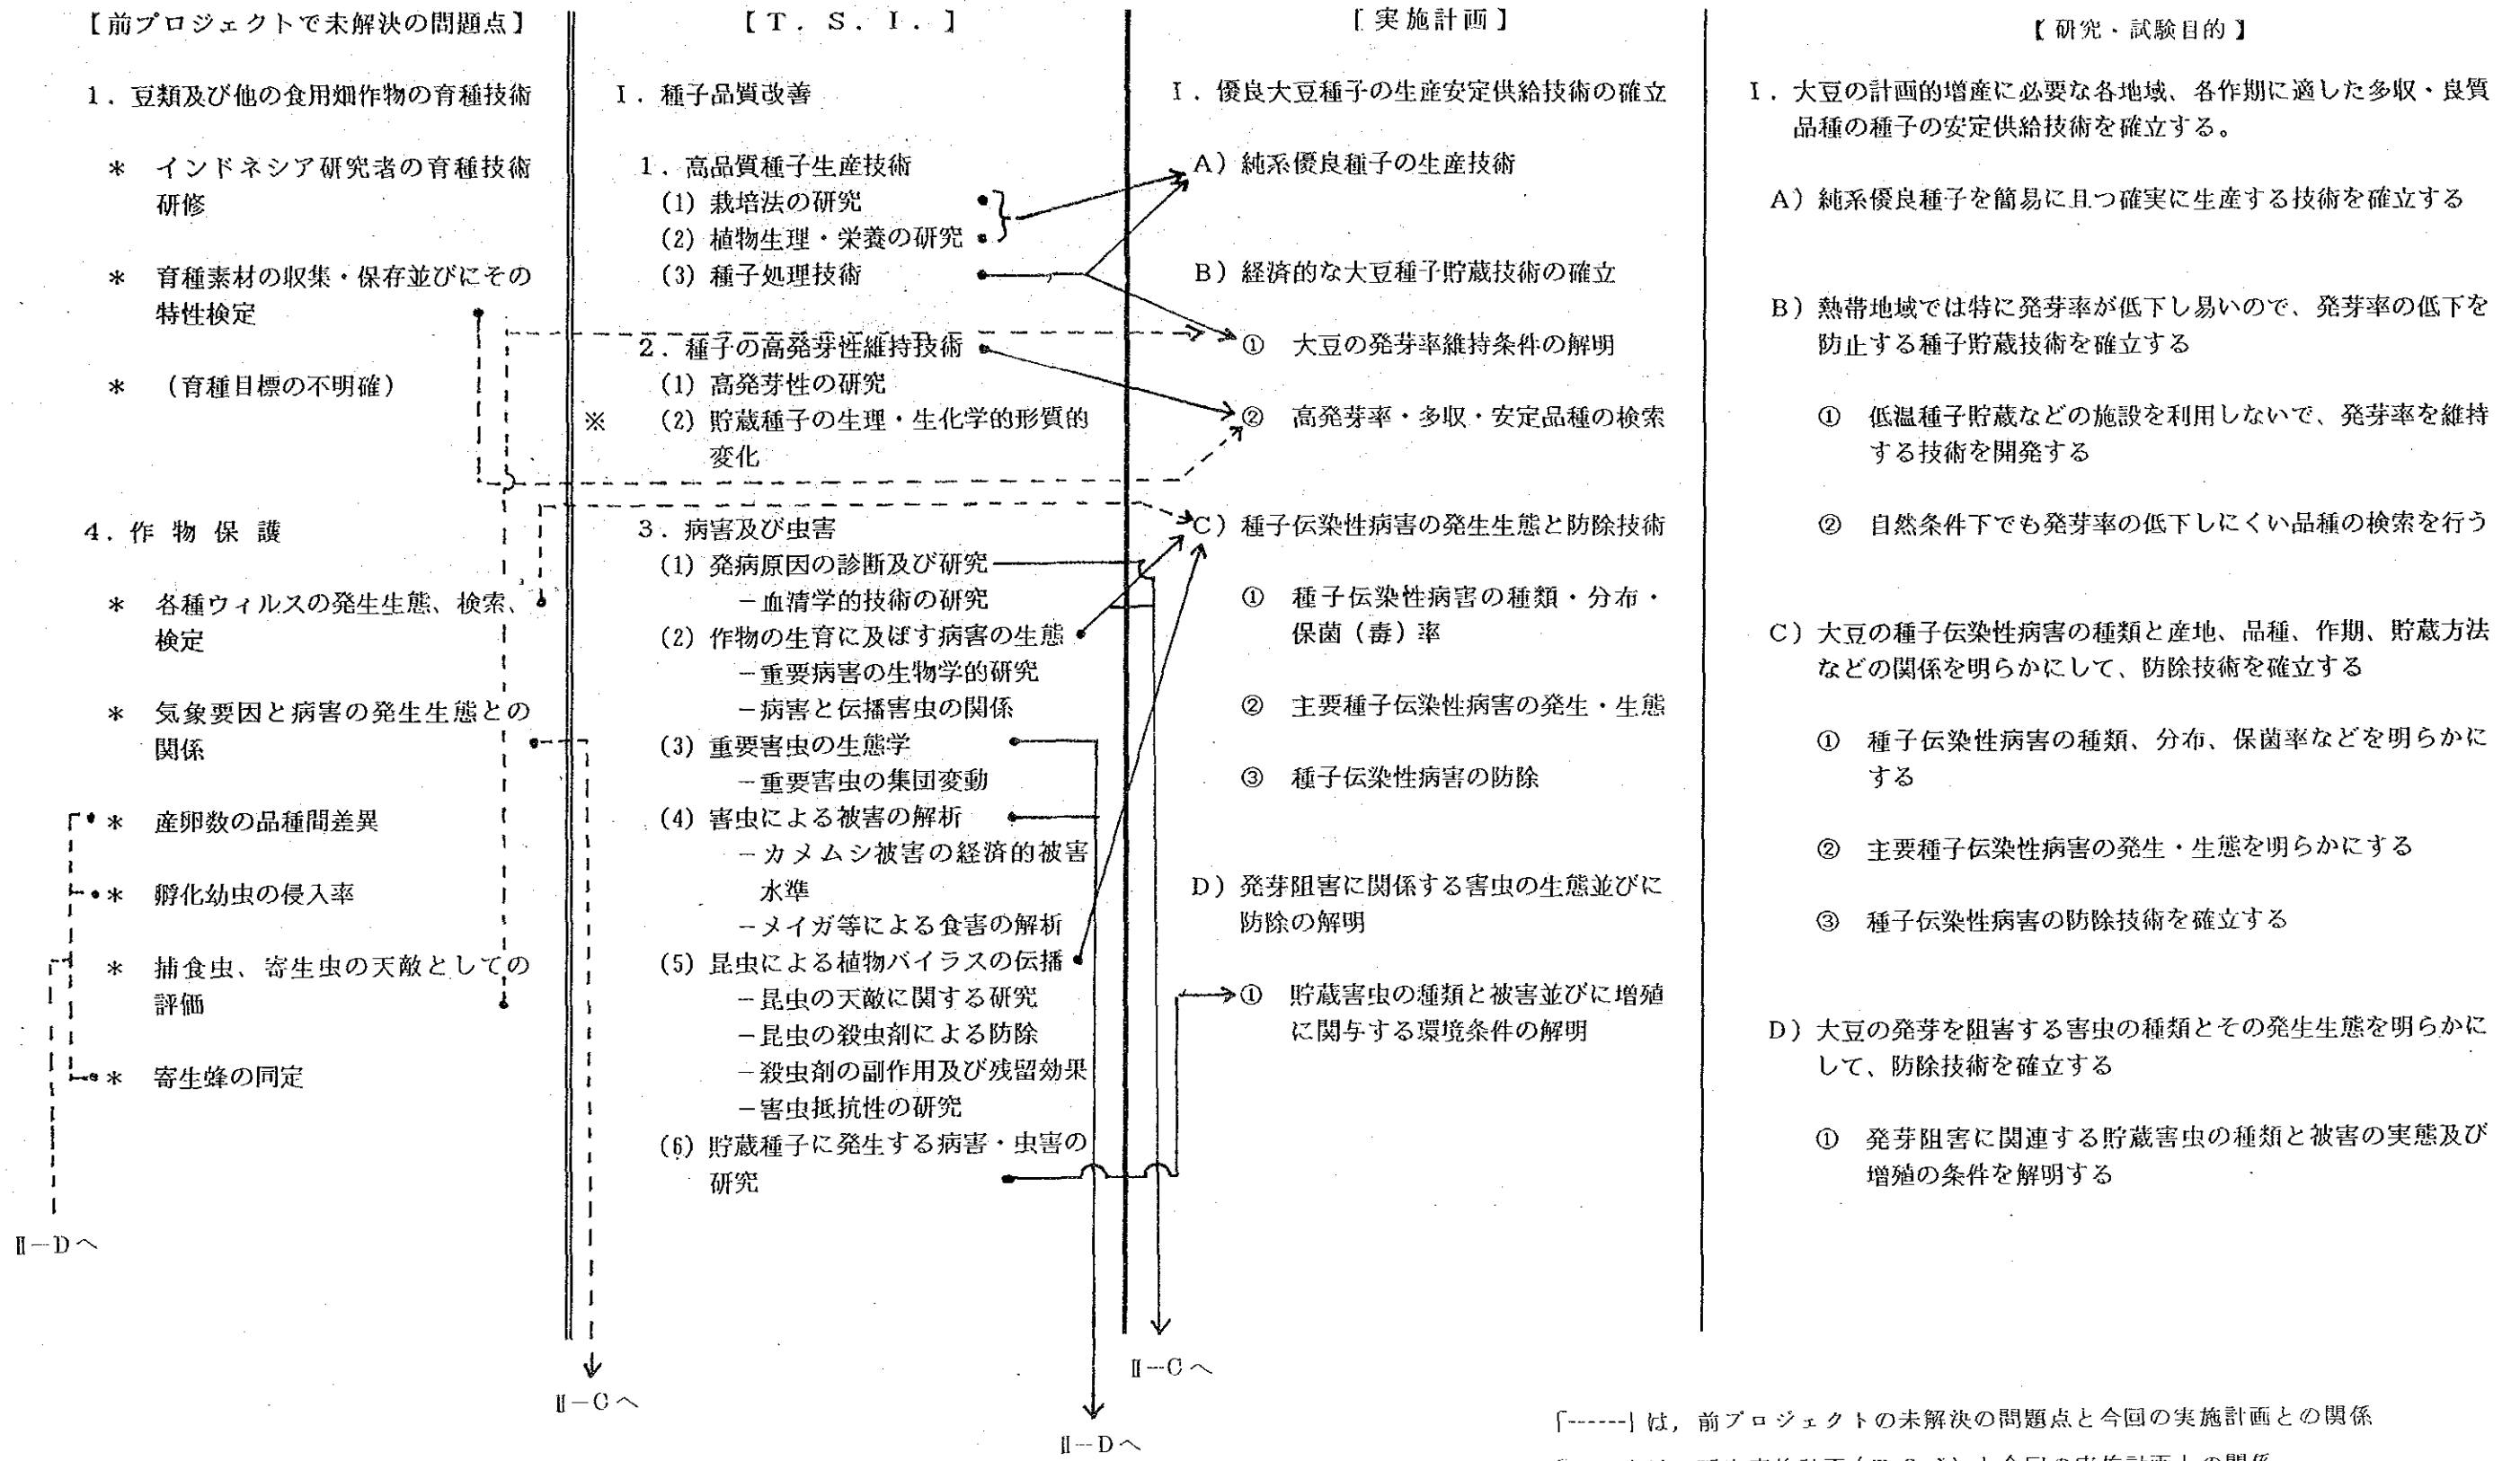 【前プロジェクトで未解決の問題点】
1．豆類及び他の食用畑作物の育種技術
＊ インドネシア研究者の育種技術
研修
＊ 育種素材の収集・保存並びにその
特性検定
＊ （育種目標の不明確）
4．作物保護
＊ 各種ウィルスの発生生態、検索、
検定
＊ 気象要因と病害の発生生態との
関係
＊ 産卵数の品種間差異
＊ 孵化幼虫の侵入率
＊ 捕食虫、寄生虫の天敵としての
評価
＊ 寄生蜂の同定
Ⅱ－Dへ
Ⅱ－Cへ
【T．S．I．】
I．種子品質改善
1．高品質種子生産技術
(1) 栽培法の研究
(2) 植物生理・栄養の研究
(3) 種子処理技術
2．種子の高発芽性維持技術
(1) 高発芽性の研究
※ (2) 貯蔵種子の生理・生化学的形質的
変化
3．病害及び虫害
(1) 発病原因の診断及び研究
－血清学的技術の研究
(2) 作物の生育に及ぼす病害の生態
－重要病害の生物学的研究
－病害と伝播害虫の関係
(3) 重要害虫の生態学
－重要害虫の集団変動
(4) 害虫による被害の解析
－カメムシ被害の経済的被害
水準
－メイガ等による食害の解析
(5) 昆虫による植物バイラスの伝播
－昆虫の天敵に関する研究
－昆虫の殺虫剤による防除
－殺虫剤の副作用及び残留効果
－害虫抵抗性の研究
(6) 貯蔵種子に発生する病害・虫害の
研究
Ⅱ－Dへ
［実施計画】
I．優良大豆種子の生産安定供給技術の確立
A）純系優良種子の生産技術
B）経済的な大豆種子貯蔵技術の確立
① 大豆の発芽率維持条件の解明
② 高発芽率・多収・安定品種の検索
C）種子伝染性病害の発生生態と防除技術
① 種子伝染性病害の種類・分布・
保菌（毒）率
② 主要種子伝染性病害の発生・生態
③ 種子伝染性病害の防除
D）発芽阻害に関係する害虫の生態並びに
防除の解明
① 貯蔵害虫の種類と被害並びに増殖
に関与する環境条件の解明
Ⅱ－Cへ
【研究・試験目的】
I．大豆の計画的増産に必要な各地域、各作期に適した多収・良質
品種の種子の安定供給技術を確立する。
A）純系優良種子を簡易に且つ確実に生産する技術を確立する
B）熱帯地域では特に発芽率が低下し易いので、発芽率の低下を
防止する種子貯蔵技術を確立する
① 低温種子貯蔵などの施設を利用しないで、発芽率を維持
する技術を開発する
② 自然条件下でも発芽率の低下しにくい品種の検索を行う
C）大豆の種子伝染性病害の種類と産地、品種、作期、貯蔵方法
などの関係を明らかにして、防除技術を確立する
① 種子伝染性病害の種類、分布、保菌率などを明らかに
する
② 主要種子伝染性病害の発生・生態を明らかにする
③ 種子伝染性病害の防除技術を確立する
D）大豆の発芽を阻害する害虫の種類とその発生生態を明らかに
して、防除技術を確立する
① 発芽阻害に関連する貯蔵害虫の種類と被害の実態及び
増殖の条件を解明する
「------」は，前プロジェクトの未解決の問題点と今回の実施計画との関係